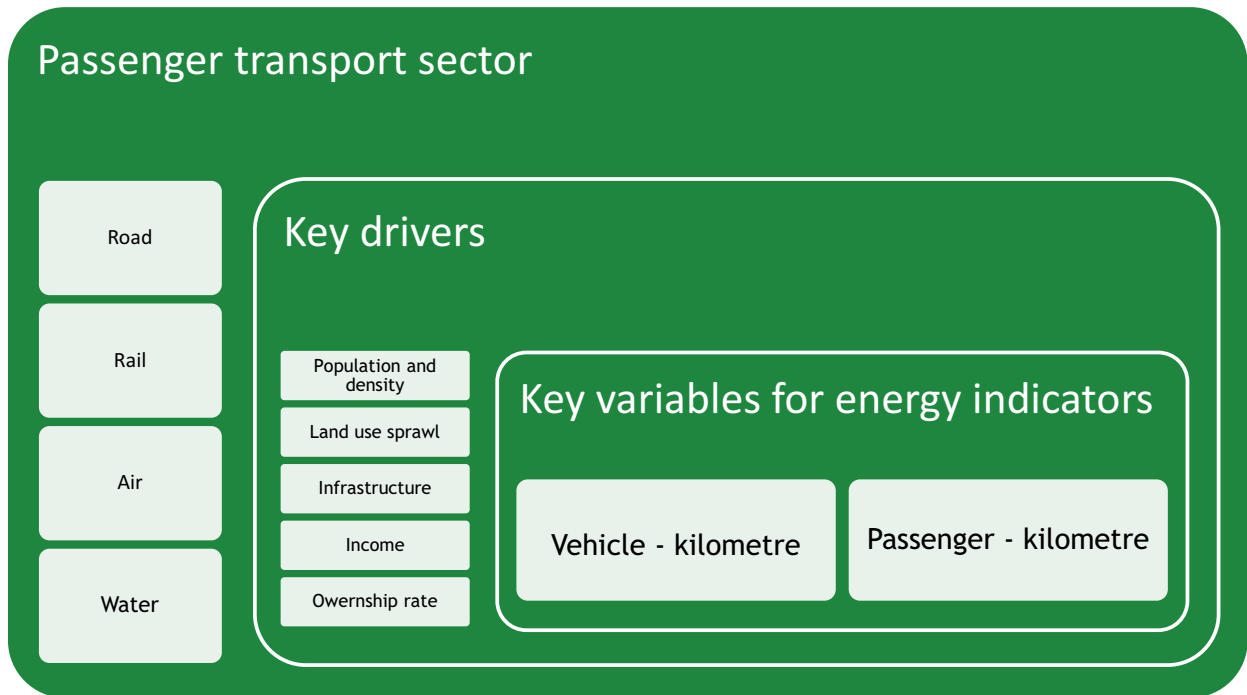 Passenger transport sector
Road
Rail
Air
Water
Key drivers
Population and
density
Land use sprawl
Infrastructure
Income
Owernship rate
Key variables for energy indicators
Vehicle - kilometre
Passenger - kilometre